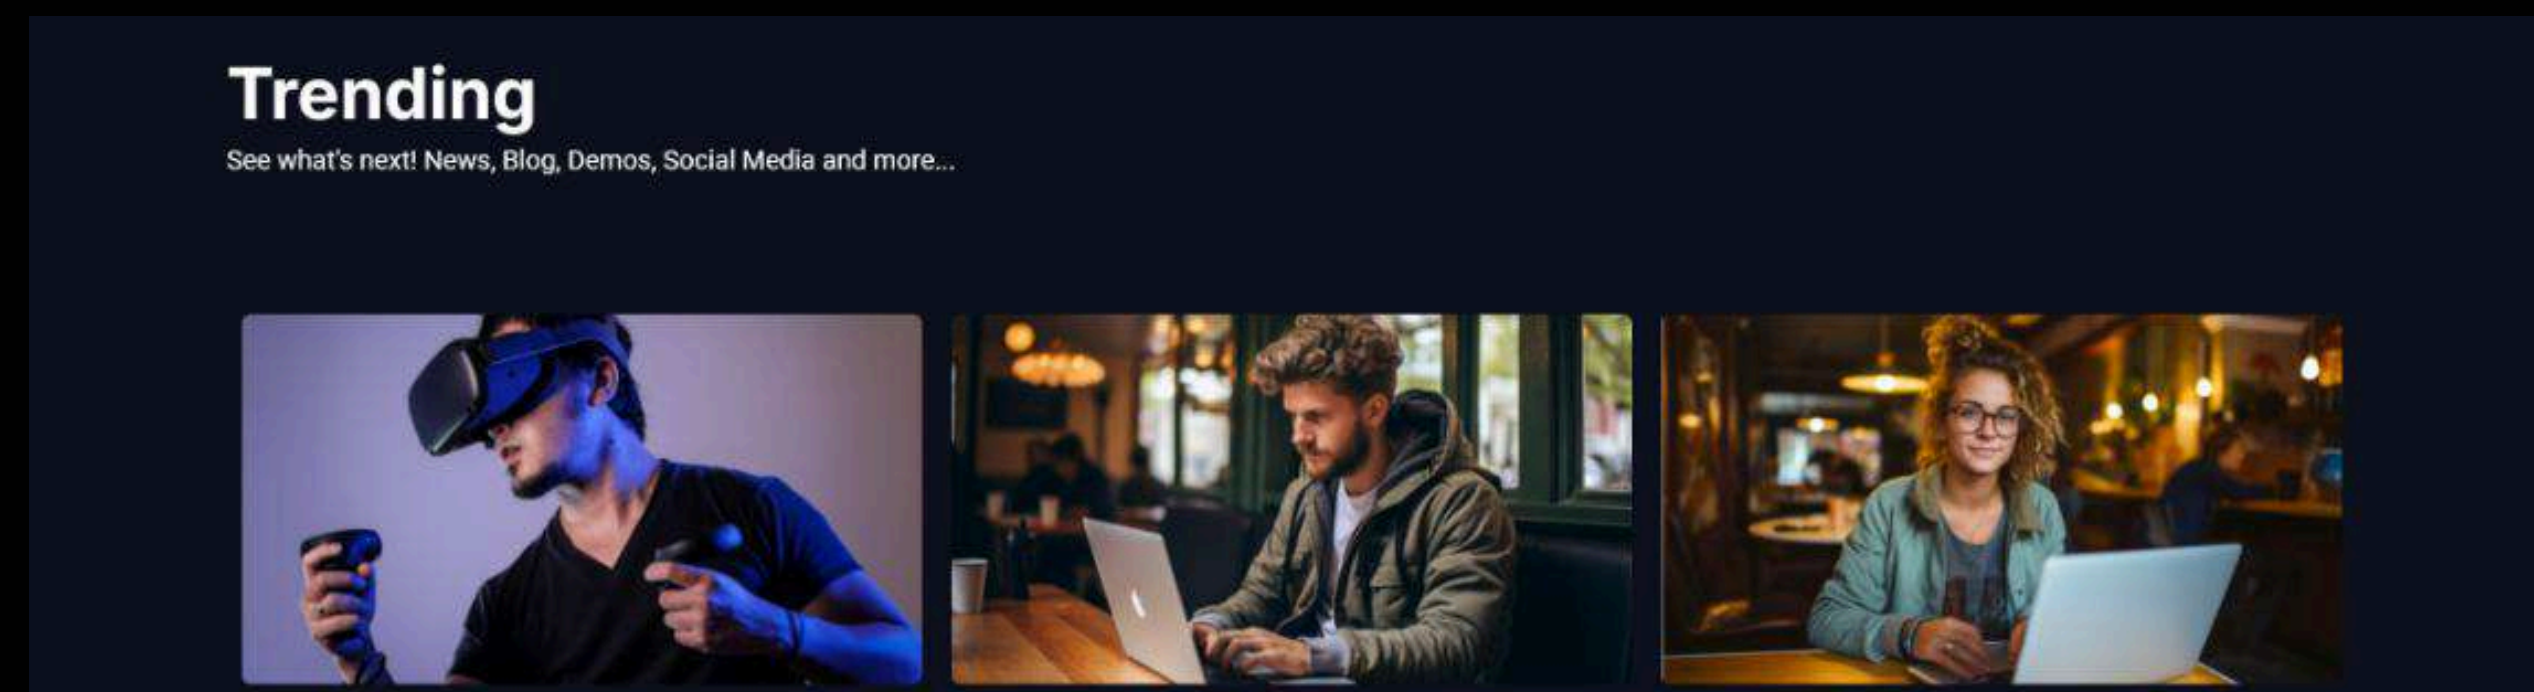 Trending
See what's next! News, Blog, Demos, Social Media and more...